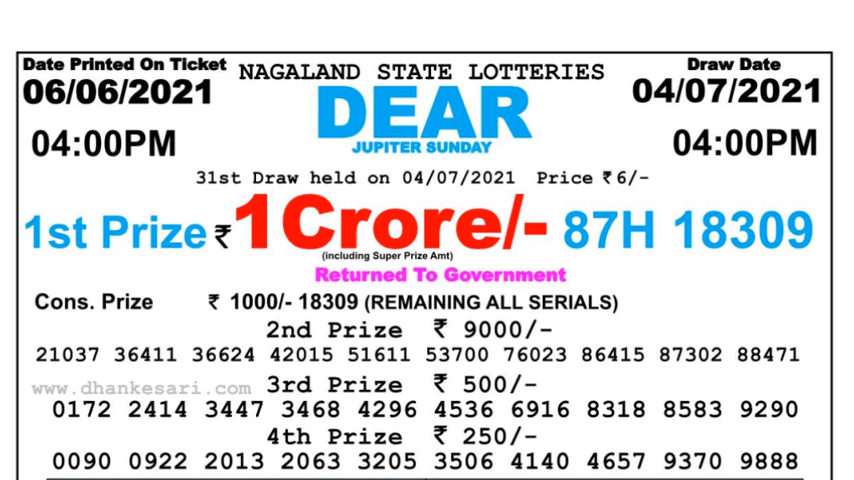 Date Printed On Ticket NAGALAND STATE LOTTERIES Draw Date
06/06/2021 DEAR 04/07/2021
JUPITER SUNDAY
04:00PM 04:00PM
31st Draw held on 04/07/2021 Price ₹6/-
1st Prize ₹1Crore/- 87H 18309
(including Super Prize Amt)
Returned To Government
Cons. Prize ₹ 1000/- 18309 (REMAINING ALL SERIALS)
2nd Prize ₹ 9000/-
21037 36411 36624 42015 51611 53700 76023 86415 87302 88471
www.dhankesari.com 3rd Prize ₹ 500/-
0172 2414 3447 3468 4296 4536 6916 8318 8583 9290
4th Prize ₹ 250/-
0090 0922 2013 2063 3205 3506 4140 4657 9370 9888